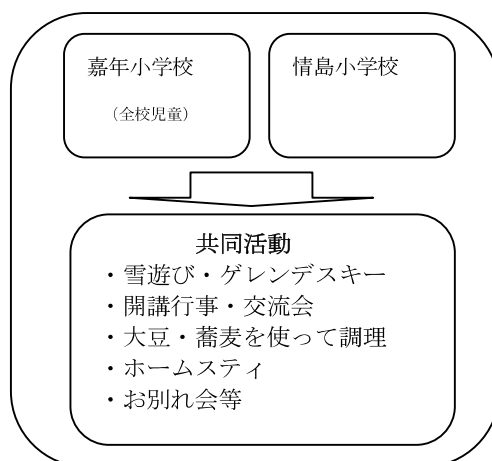 嘉年小学校
（全校児童）
情島小学校
共同活動
・雪遊び・ゲレンデスキー
・開講行事・交流会
・大豆・蕎麦を使って調理
・ホームスティ
・お別れ会等